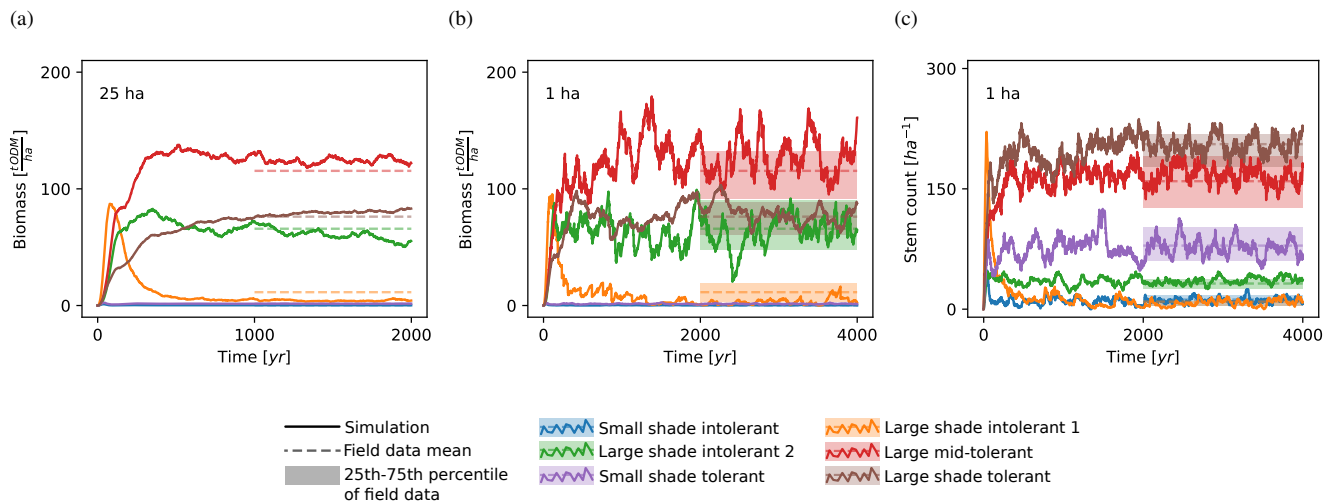 (a)
(b)
(c)
200
100
0
Biomass [tODM/ha]
25 ha
0
1000
2000
Time [yr]
200
100
0
Biomass [tODM/ha]
1 ha
0
2000
4000
Time [yr]
300
150
0
Stem count [ha⁻¹]
1 ha
0
2000
4000
Time [yr]
Simulation
Field data mean
25th-75th percentile
of field data
Small shade intolerant
Large shade intolerant 2
Small shade tolerant
Large shade intolerant 1
Large mid-tolerant
Large shade tolerant